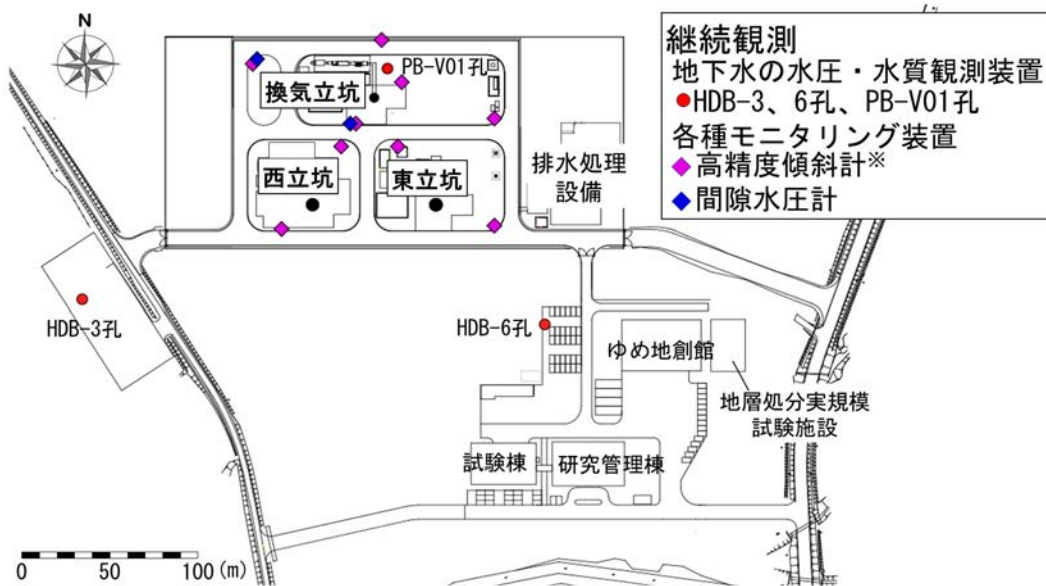 N
継続観測
地下水の水圧・水質観測装置
HDB-3、6孔、PB-V01孔
各種モニタリング装置
高精度傾斜計※
間隙水圧計
PB-V01孔
換気立坑
西立坑
東立坑
排水処理
設備
HDB-3孔
HDB-6孔
ゆめ地創館
地層処分実規模
試験施設
試験棟
研究管理棟
0 50 100 (m)